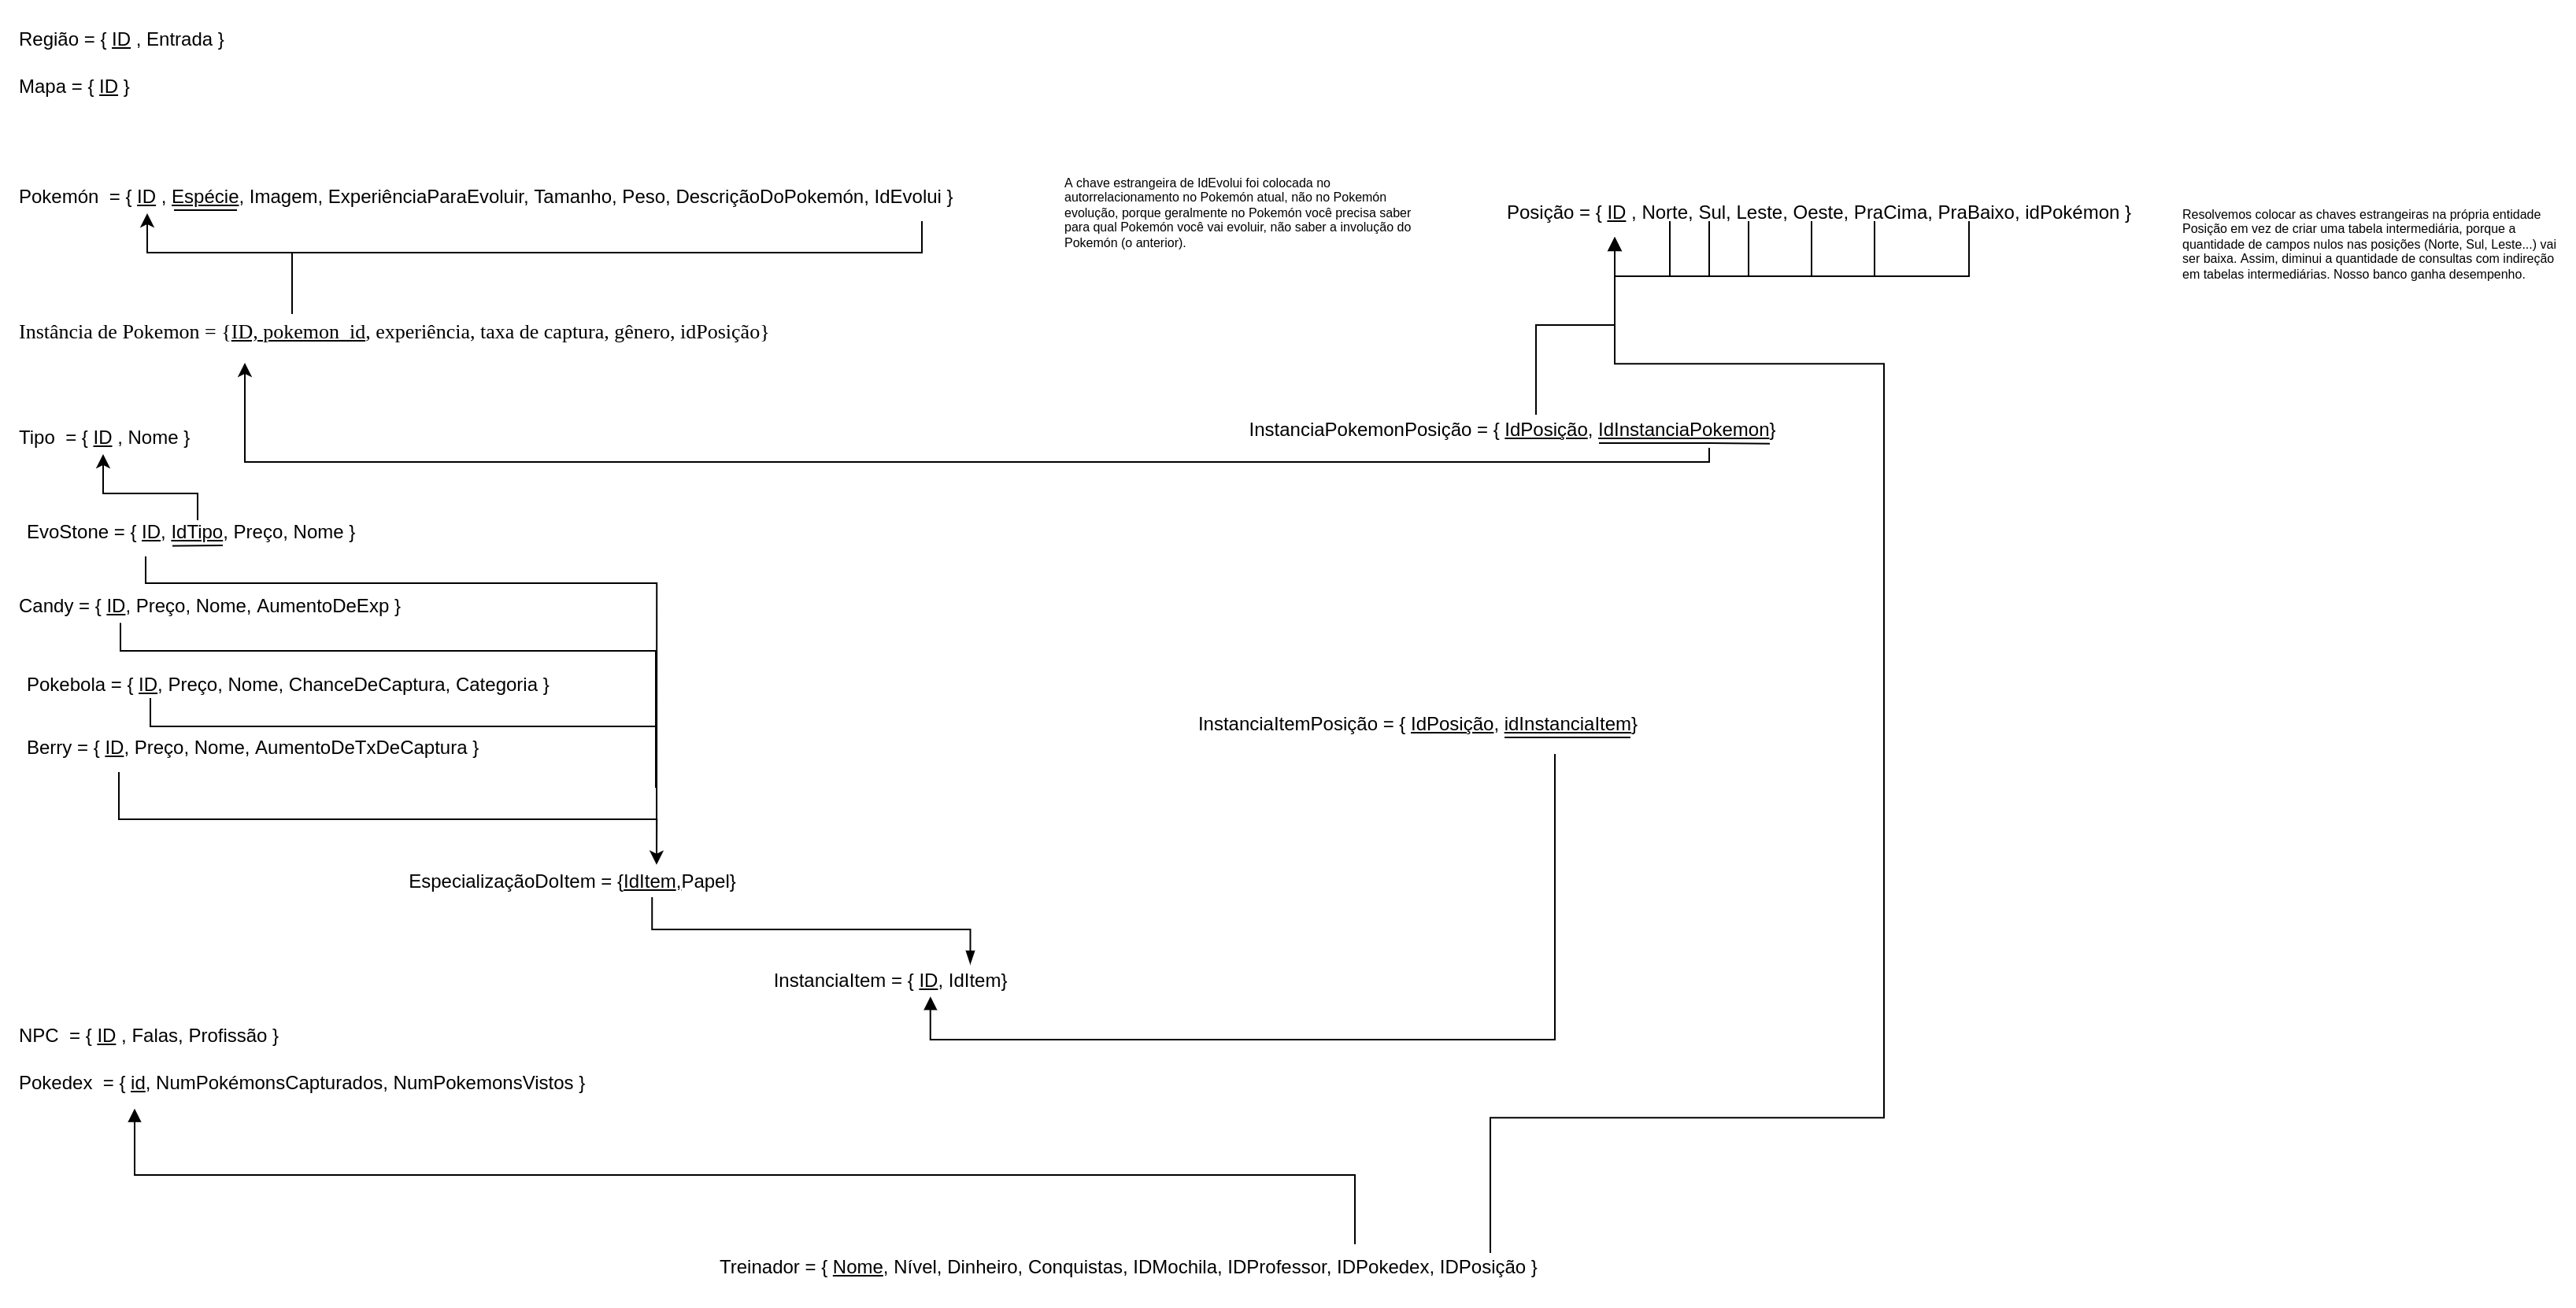 Região = { ID , Entrada }
Mapa = { ID }
Pokemón  = { ID , Espécie, Imagem, ExperiênciaParaEvoluir, Tamanho, Peso, DescriçãoDoPokemón, IdEvolui }
A chave estrangeira de IdEvolui foi colocada no
autorrelacionamento no Pokemón atual, não no Pokemón
evolução, porque geralmente no Pokemón você precisa saber
para qual Pokemón você vai evoluir, não saber a involução do
Pokemón (o anterior).
Posição = { ID , Norte, Sul, Leste, Oeste, PraCima, PraBaixo, idPokémon }
Resolvemos colocar as chaves estrangeiras na própria entidade
Posição em vez de criar uma tabela intermediária, porque a
quantidade de campos nulos nas posições (Norte, Sul, Leste...) vai
ser baixa. Assim, diminui a quantidade de consultas com indireção
em tabelas intermediárias. Nosso banco ganha desempenho.
Instância de Pokemon = {ID, pokemon_id, experiência, taxa de captura, gênero, idPosição}
Tipo  = { ID , Nome }
InstanciaPokemonPosição = { IdPosição, IdInstanciaPokemon}
EvoStone = { ID, IdTipo, Preço, Nome }
Candy = { ID, Preço, Nome, AumentoDeExp }
Pokebola = { ID, Preço, Nome, ChanceDeCaptura, Categoria }
InstanciaItemPosição = { IdPosição, idInstanciaItem}
Berry = { ID, Preço, Nome, AumentoDeTxDeCaptura }
EspecializaçãoDoItem = {IdItem,Papel}
InstanciaItem = { ID, IdItem}
NPC  = { ID , Falas, Profissão }
Pokedex  = { id, NumPokémonsCapturados, NumPokemonsVistos }
Treinador = { Nome, Nível, Dinheiro, Conquistas, IDMochila, IDProfessor, IDPokedex, IDPosição }